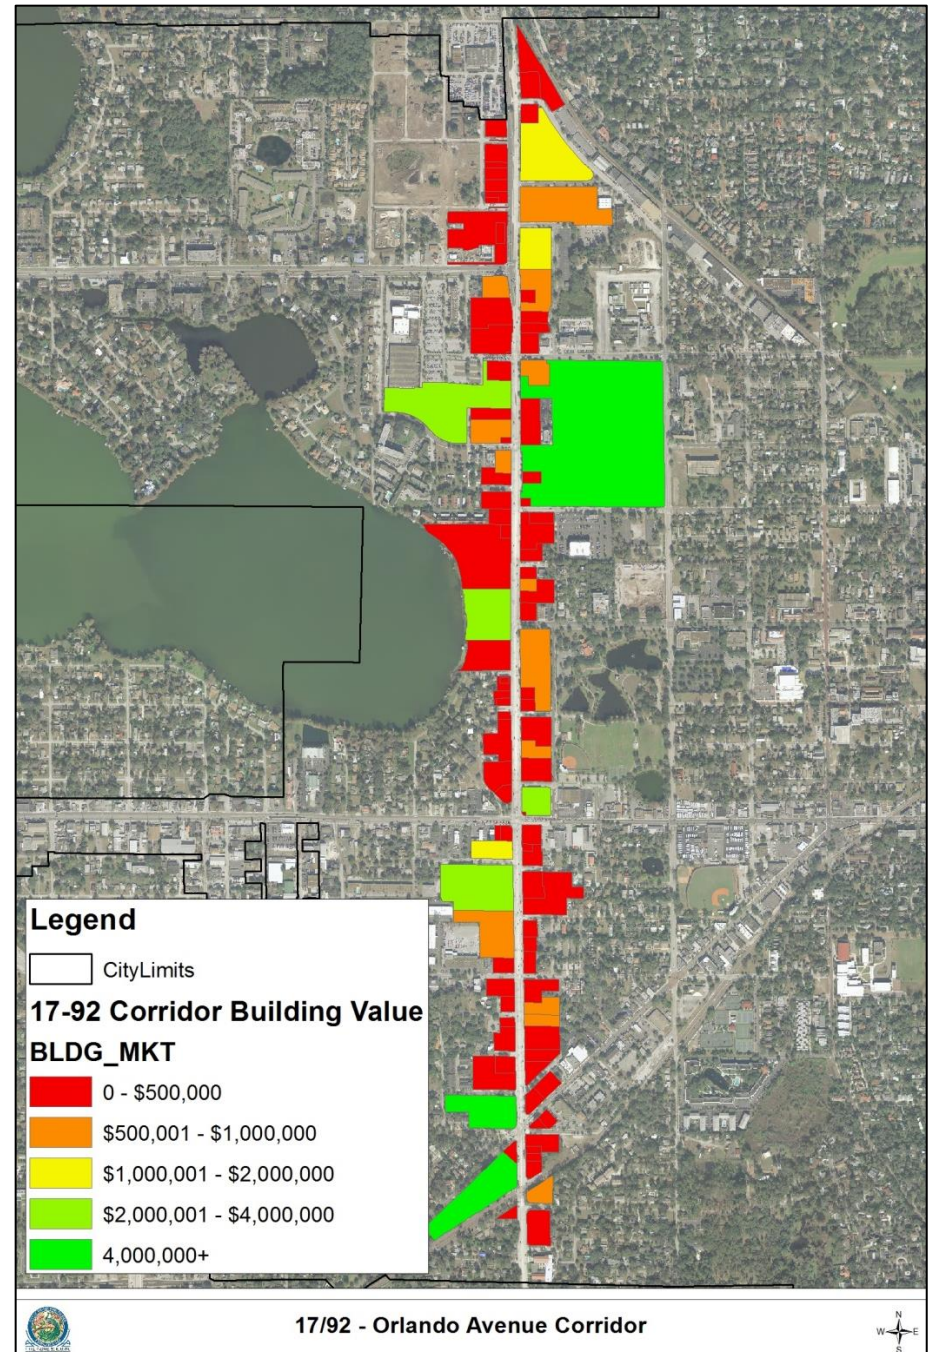 Legend
CityLimits
17-92 Corridor Building Value
BLDG_MKT
0 - $500,000
$500,001 - $1,000,000
$1,000,001 - $2,000,000
$2,000,001 - $4,000,000
4,000,000+
17/92 - Orlando Avenue Corridor
N
W
E
S